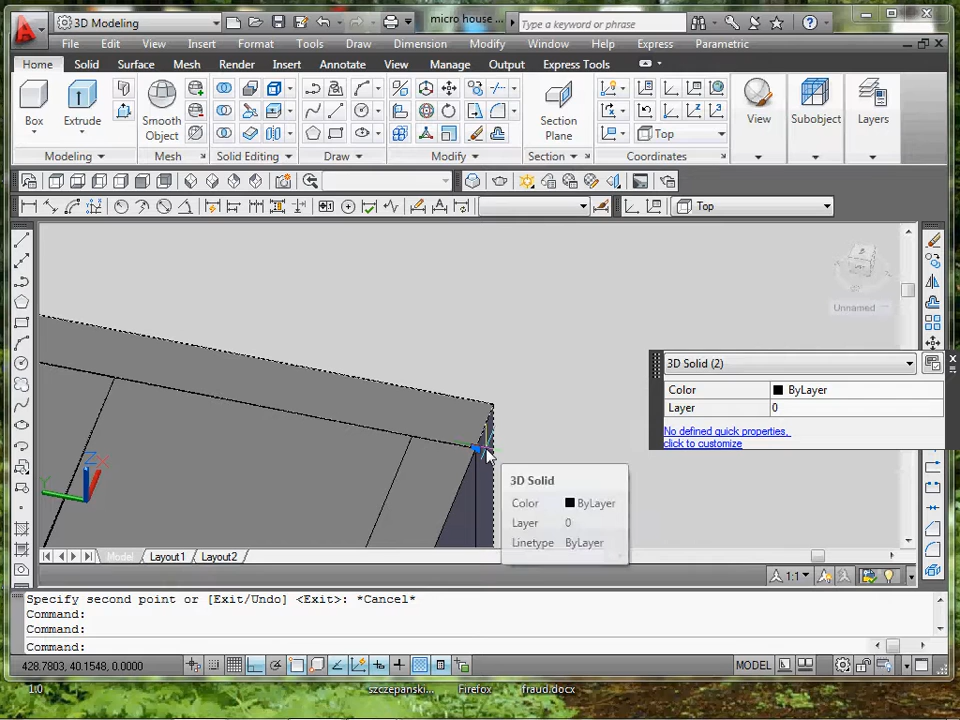 3D Modeling
micro house ...
Type a keyword or phrase
File Edit View Insert Format Tools Draw Dimension Modify Window Help Express Parametric
Home Solid Surface Mesh Render Insert Annotate View Manage Output Express Tools
Box
Extrude
Smooth Object
Section Plane
Top
View
Subobject
Layers
Modeling
Mesh
Solid Editing
Draw
Modify
Section
Coordinates
Top
Unnamed
3D Solid (2)
Color ByLayer
Layer 0
No defined quick properties,
click to customize
Z
X
Y
3D Solid
Color ByLayer
Layer 0
Linetype ByLayer
Model Layout1 Layout2
1:1
Specify second point or [Exit/Undo] <Exit>: *Cancel*
Command:
Command:
Command:
428.7803, 40.1548, 0.0000
MODEL
1.0
szczepanski...
Firefox
fraud.docx